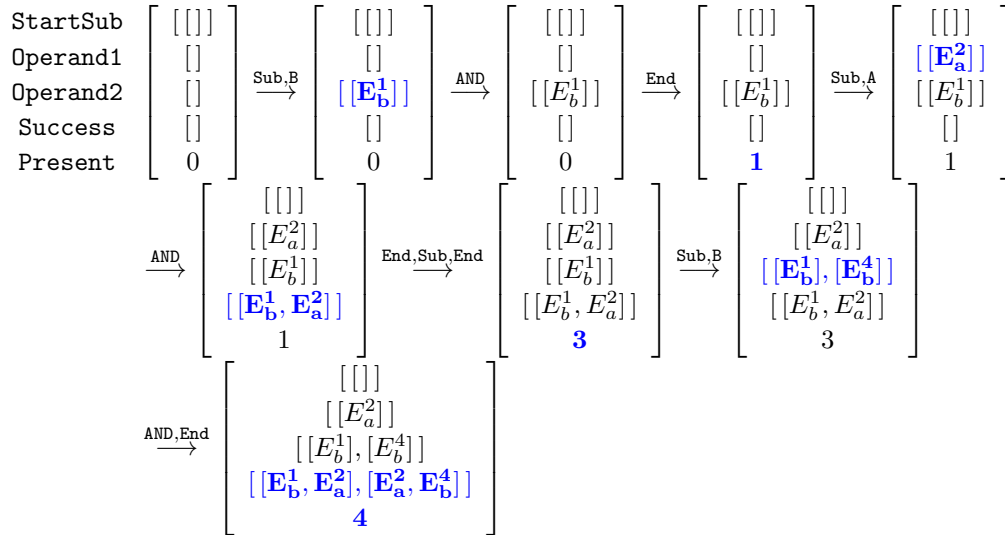 StartSub [[]] [[]] [[]] [[]] [[]]
Operand1 [] [] [] [] [[E_a^2]]
Operand2 [] Sub,B → [[E_b^1]] AND → [[E_b^1]] End → [[E_b^1]] Sub,A → [[E_b^1]]
Success [] [] [] [] []
Present 0 0 0 1 1
[[]] [[]] [[]]
[[E_a^2]] [[E_a^2]] [[E_a^2]]
AND → [[E_b^1]] End,Sub,End → [[E_b^1]] Sub,B → [[E_b^1], [E_b^4]]
[[E_b^1, E_a^2]] [[E_b^1, E_a^2]] [[E_b^1, E_a^2]]
1 3 3
[[]]
[[E_a^2]]
AND,End → [[E_b^1], [E_b^4]]
[[E_b^1, E_a^2], [E_a^2, E_b^4]]
4